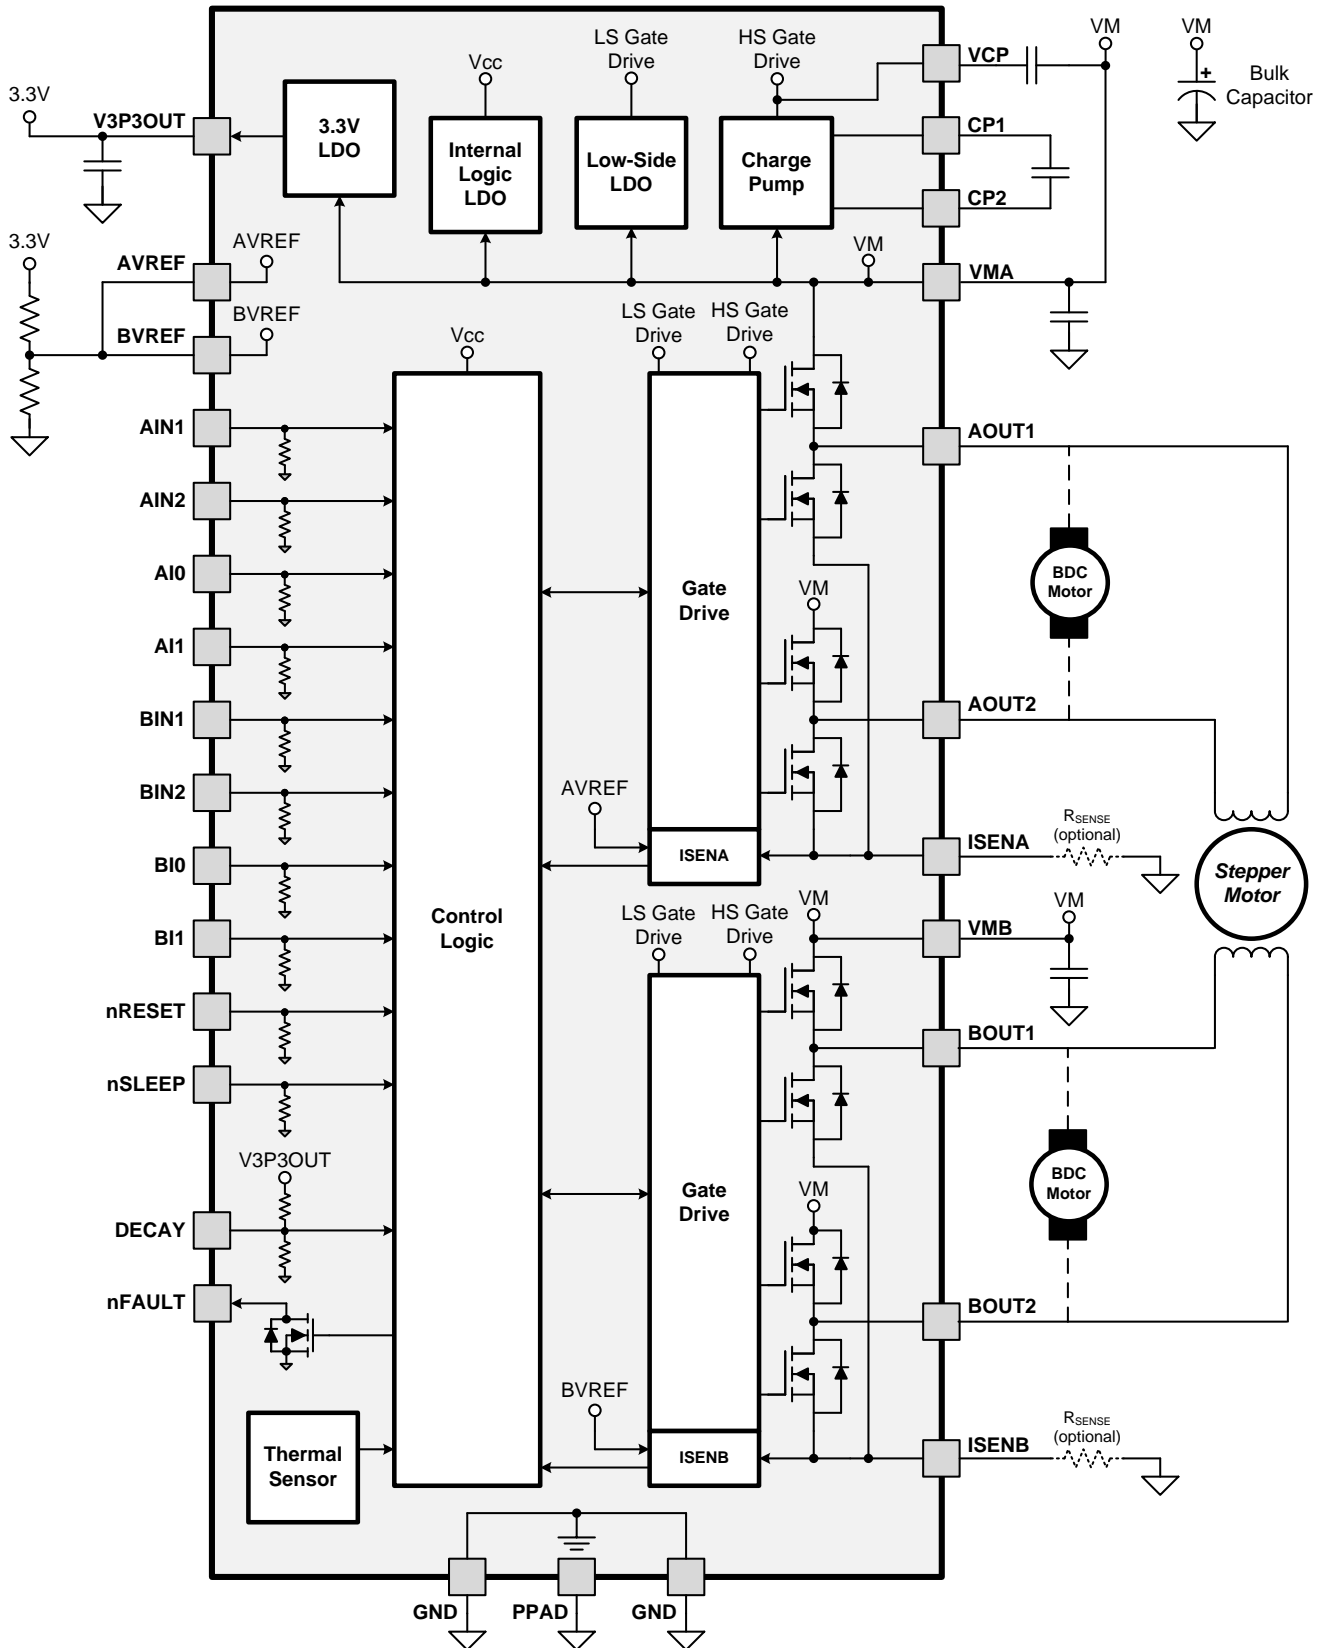 VM
VM
LS Gate
Drive
HS Gate
Drive
Vcc
VCP
+
Bulk
Capacitor
3.3V
V3P3OUT
3.3V
LDO
Internal
Logic
LDO
Low-Side
LDO
Charge
Pump
CP1
CP2
3.3V
AVREF
AVREF
VM
VMA
BVREF
BVREF
LS Gate
Drive
HS Gate
Drive
Vcc
AIN1
AOUT1
AIN2
BDC
Motor
AI0
Gate
Drive
VM
AI1
BIN1
AOUT2
BIN2
AVREF
RSENSE
(optional)
ISENA
ISENA
BI0
Stepper
Motor
Control
Logic
LS Gate
Drive
HS Gate
Drive
VM
VM
BI1
VMB
nRESET
BOUT1
nSLEEP
V3P3OUT
BDC
Motor
Gate
Drive
VM
DECAY
nFAULT
BOUT2
BVREF
RSENSE
(optional)
Thermal
Sensor
ISENB
ISENB
GND
PPAD
GND